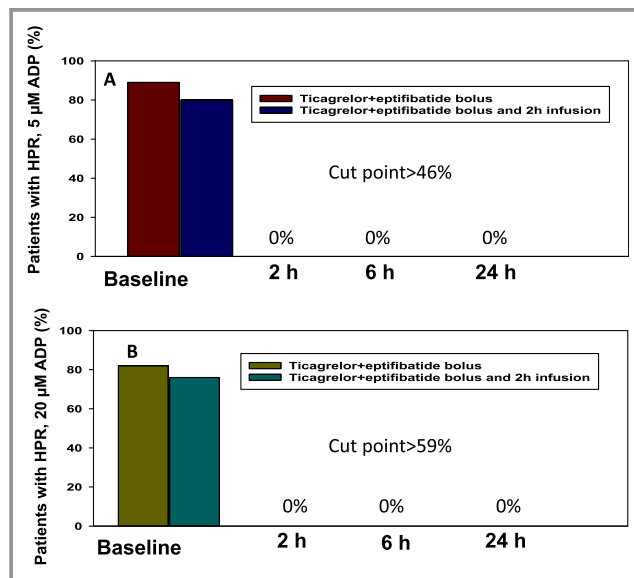 Patients with HPR, 5 µM ADP (%)
100
80
60
40
20
0
A
Ticagrelor+eptifibatide bolus
Ticagrelor+eptifibatide bolus and 2h infusion
Cut point>46%
0% 0% 0%
Baseline 2 h 6 h 24 h
Patients with HPR, 20 µM ADP (%)
100
80
60
40
20
0
B
Ticagrelor+eptifibatide bolus
Ticagrelor+eptifibatide bolus and 2h infusion
Cut point>59%
0% 0% 0%
Baseline 2 h 6 h 24 h